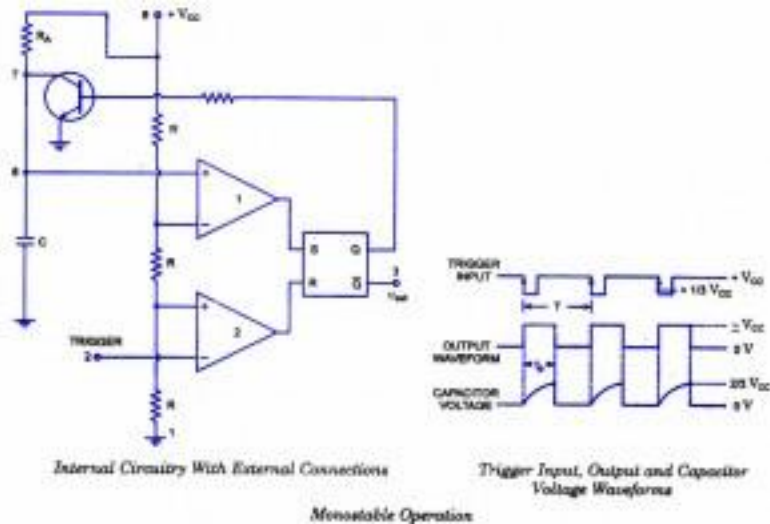 8 + VCC
RA
7
R
6
+
1
−
C
S Q
R Q̅
3
Vout
R
+
2
−
TRIGGER
2
R
1
TRIGGER INPUT
+ VCC
+ 1/3 VCC
T
OUTPUT WAVEFORM
≃ VCC
0 V
CAPACITOR VOLTAGE
2/3 VCC
0 V
Internal Circuitry With External Connections
Trigger Input, Output and Capacitor
Voltage Waveforms
Monostable Operation